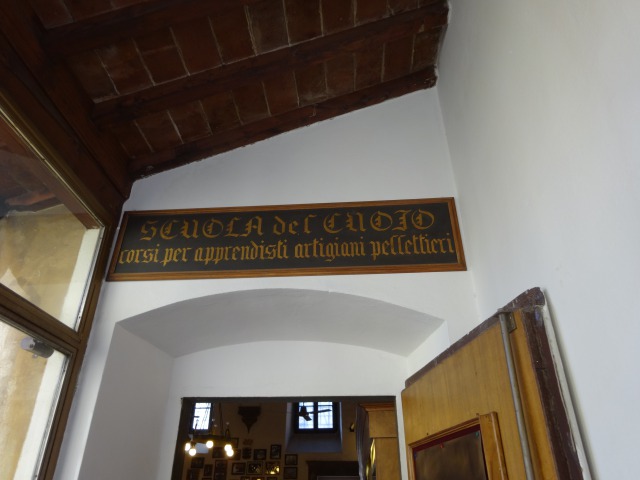 SCUOLA del CUOIO
corsi per apprendisti artigiani pellettieri